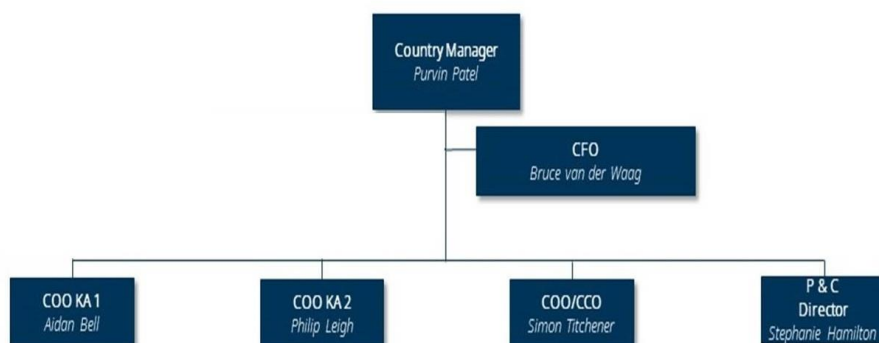 Country Manager
Purvin Patel
CFO
Bruce van der Waag
COO KA 1
Aidan Bell
COO KA 2
Philip Leigh
COO/CCO
Simon Titchener
P & C
Director
Stephanie Hamilton